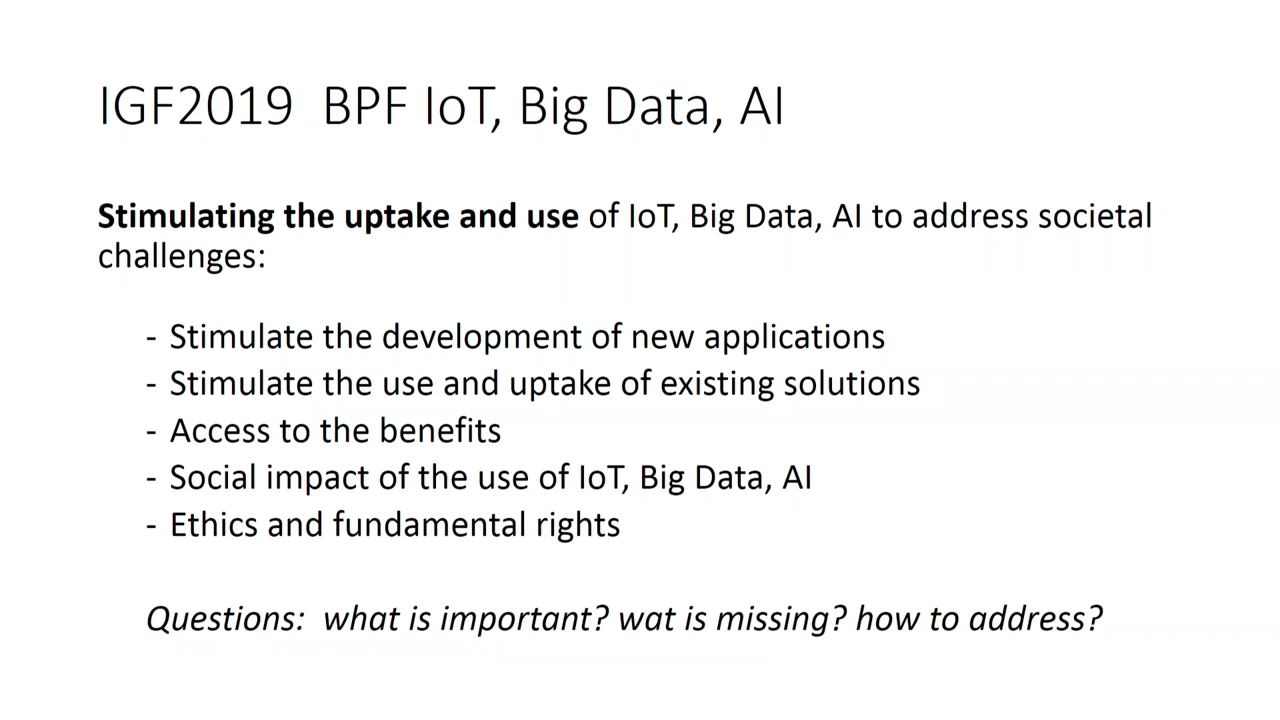 IGF2019 BPF IoT, Big Data, AI
Stimulating the uptake and use of IoT, Big Data, AI to address societal
challenges:
- Stimulate the development of new applications
- Stimulate the use and uptake of existing solutions
- Access to the benefits
- Social impact of the use of IoT, Big Data, AI
- Ethics and fundamental rights
Questions: what is important? wat is missing? how to address?